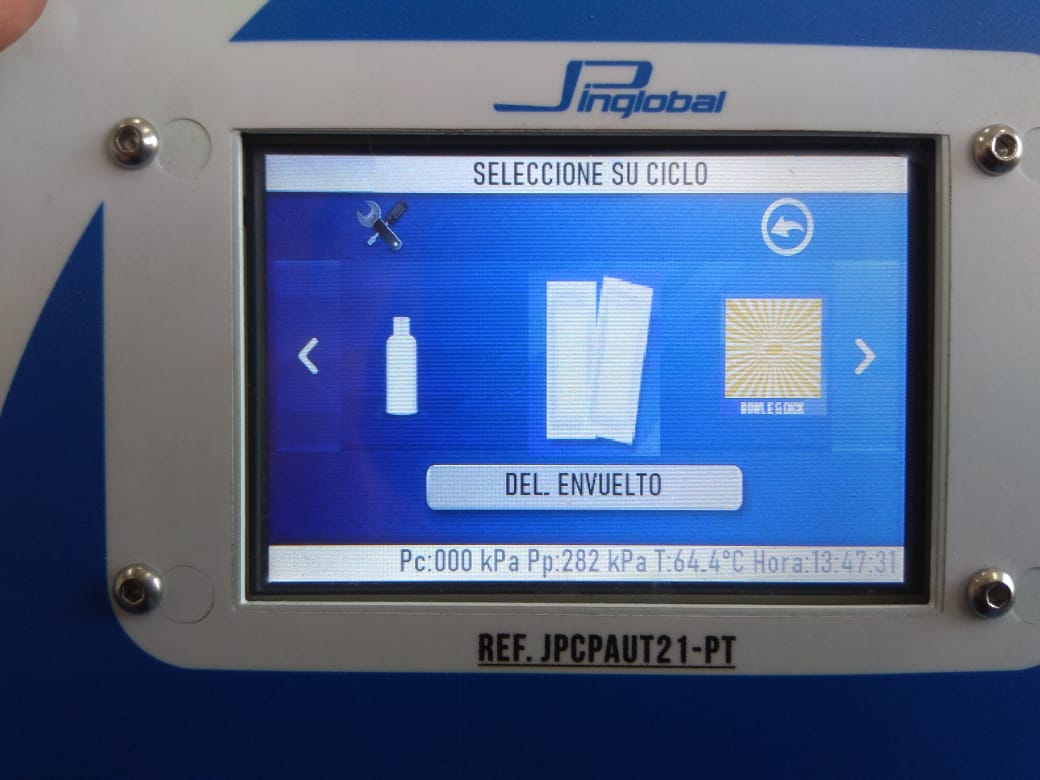 JPinglobal
SELECCIONE SU CICLO
BOWIE & DICK
DEL. ENVUELTO
Pc:000 kPa Pp:282 kPa T:64.4°C Hora:13:47:31
REF. JPCPAUT21-PT